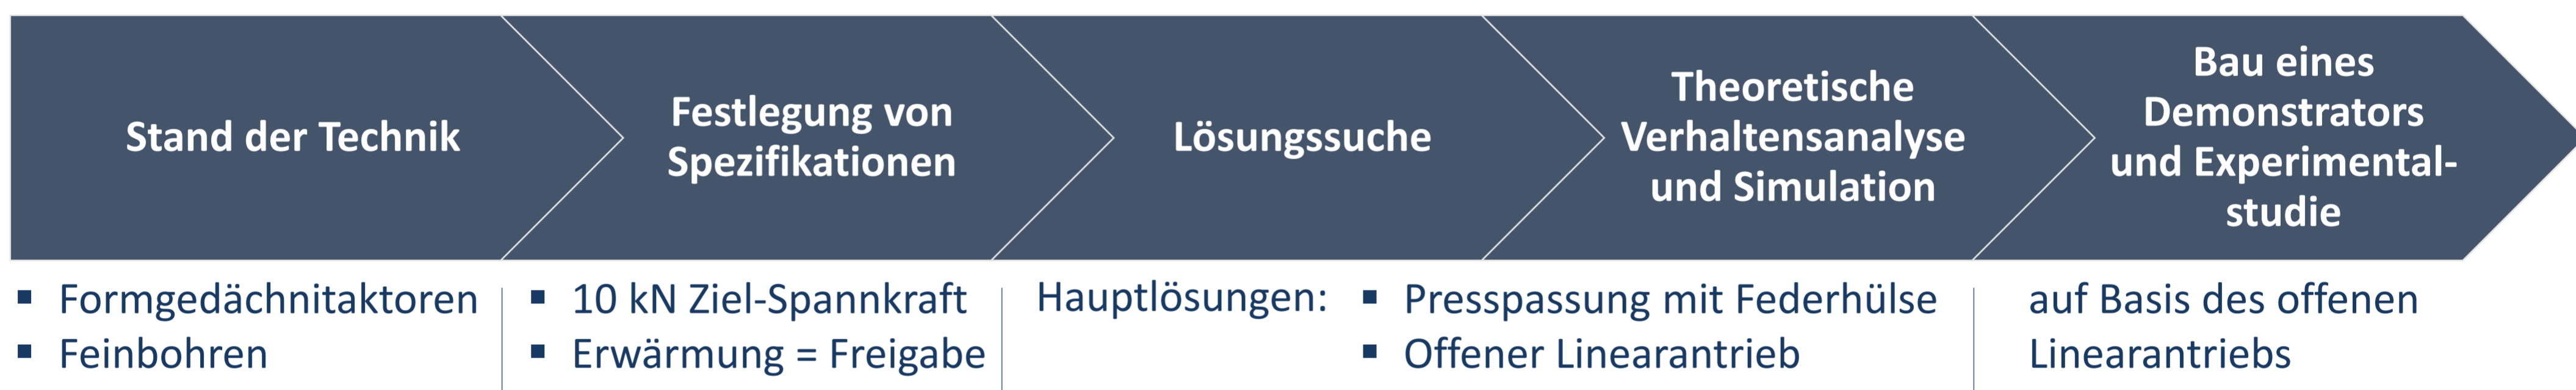 Stand der Technik
Festlegung von
Spezifikationen
Lösungssuche
Theoretische
Verhaltensanalyse
und Simulation
Bau eines
Demonstrators
und Experimental-
studie
▪ Formgedächnitaktoren
▪ Feinbohren
▪ 10 kN Ziel-Spannkraft
▪ Erwärmung = Freigabe
Hauptlösungen:
▪ Presspassung mit Federhülse
▪ Offener Linearantrieb
auf Basis des offenen
Linearantriebs